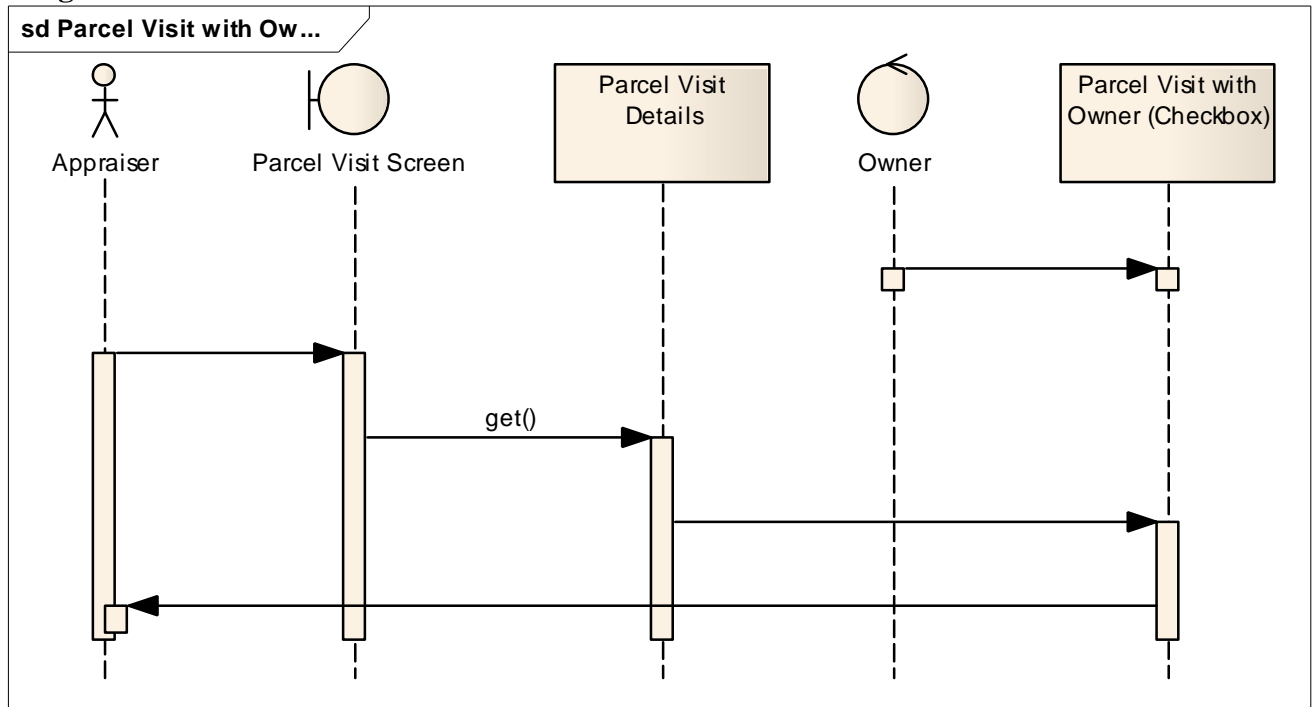 sd Parcel Visit with Ow...
Appraiser
Parcel Visit Screen
Parcel Visit
Details
Owner
Parcel Visit with
Owner (Checkbox)
get()